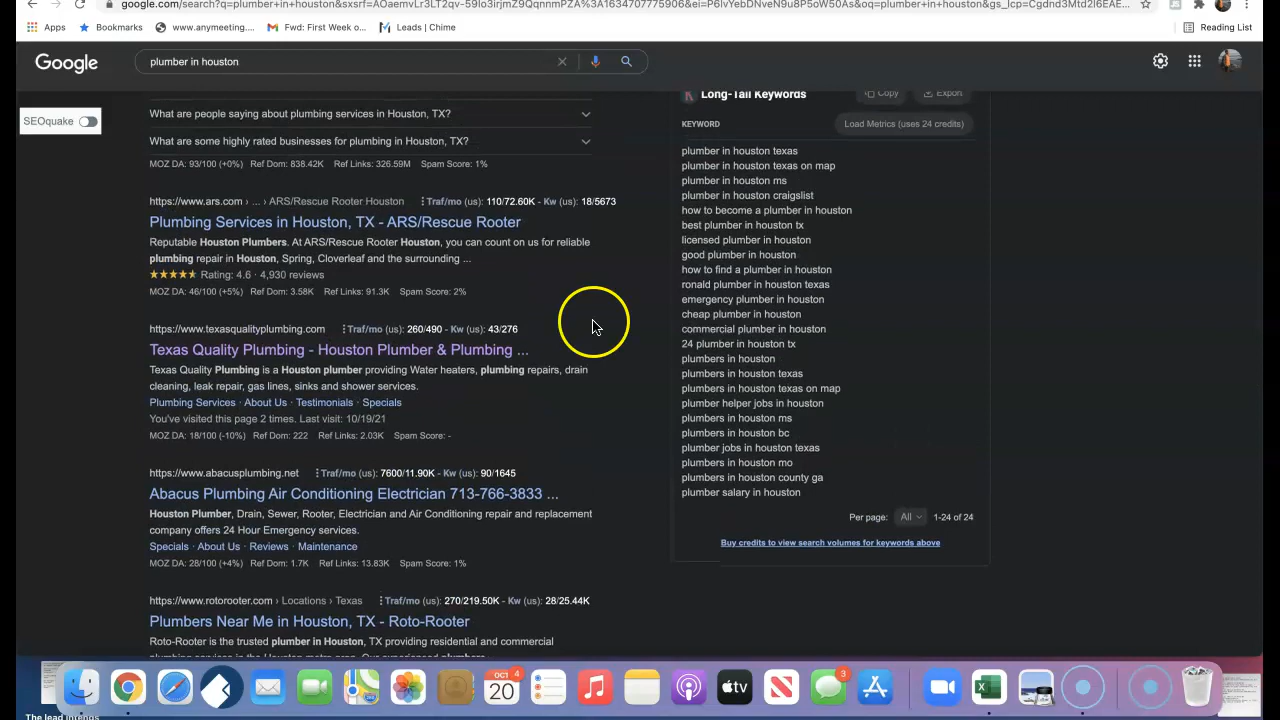 google.com/search?q=plumber+in+houston&sxsrf=
Apps
Bookmarks
www.anymeeting.com...
Fwd: First Week o...
Leads | Chime
Reading List
Google
plumber in houston
SEOquake
What are people saying about plumbing services in Houston, TX?
What are some highly rated businesses for plumbing in Houston, TX?
MOZ DA: 93/100 (+0%) Ref Dom: 838.42K Ref Links: 326.59M Spam Score: 1%
https://www.ars.com › ... › ARS/Rescue Rooter Houston Traf/mo (us): 110/72.60K - Kw (us): 18/5673
Plumbing Services in Houston, TX - ARS/Rescue Rooter
Reputable Houston Plumbers. At ARS/Rescue Rooter Houston, you can count on us for reliable
plumbing repair in Houston, Spring, Cloverleaf and the surrounding ...
Rating: 4.6 · 4,930 reviews
MOZ DA: 46/100 (+5%) Ref Dom: 3.58K Ref Links: 91.3K Spam Score: 2%
https://www.texasqualityplumbing.com Traf/mo (us): 260/490 - Kw (us): 43/276
Texas Quality Plumbing - Houston Plumber & Plumbing ...
Texas Quality Plumbing is a Houston plumber providing Water heaters, plumbing repairs, drain
cleaning, leak repair, gas lines, sinks and shower services.
Plumbing Services · About Us · Testimonials · Specials
You've visited this page 2 times. Last visit: 10/19/21
MOZ DA: 18/100 (-10%) Ref Dom: 222 Ref Links: 2.03K Spam Score: -
https://www.abacusplumbing.net Traf/mo (us): 7600/11.90K - Kw (us): 90/1645
Abacus Plumbing Air Conditioning Electrician 713-766-3833 ...
Houston Plumber, Drain, Sewer, Rooter, Electrician and Air Conditioning repair and replacement
company offers 24 Hour Emergency services.
Specials · About Us · Reviews · Maintenance
MOZ DA: 28/100 (+4%) Ref Dom: 1.7K Ref Links: 13.83K Spam Score: 1%
https://www.rotorooter.com › Locations › Texas Traf/mo (us): 270/219.50K - Kw (us): 28/25.44K
Plumbers Near Me in Houston, TX - Roto-Rooter
Roto-Rooter is the trusted plumber in Houston, TX providing residential and commercial
Long-Tail Keywords
Copy
Export
KEYWORD
Load Metrics (uses 24 credits)
plumber in houston texas
plumber in houston texas on map
plumber in houston ms
plumber in houston craigslist
how to become a plumber in houston
best plumber in houston tx
licensed plumber in houston
good plumber in houston
how to find a plumber in houston
ronald plumber in houston texas
emergency plumber in houston
cheap plumber in houston
commercial plumber in houston
24 plumber in houston tx
plumbers in houston
plumbers in houston texas
plumbers in houston texas on map
plumber helper jobs in houston
plumbers in houston ms
plumbers in houston bc
plumber jobs in houston texas
plumbers in houston mo
plumbers in houston county ga
plumber salary in houston
Per page: All 1-24 of 24
Buy credits to view search volumes for keywords above
OCT
20
4
tv
3
The lead intends